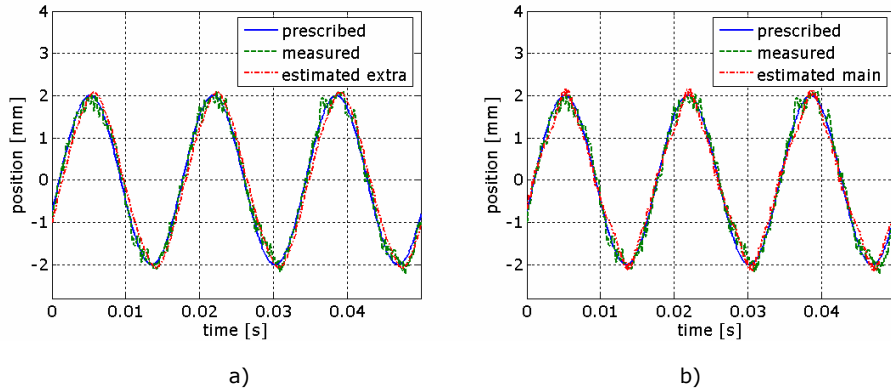 4
3
2
1
0
-1
-2
position [mm]
prescribed
measured
estimated extra
0 0.01 0.02 0.03 0.04
time [s]
a)
4
3
2
1
0
-1
-2
position [mm]
prescribed
measured
estimated main
0 0.01 0.02 0.03 0.04
time [s]
b)